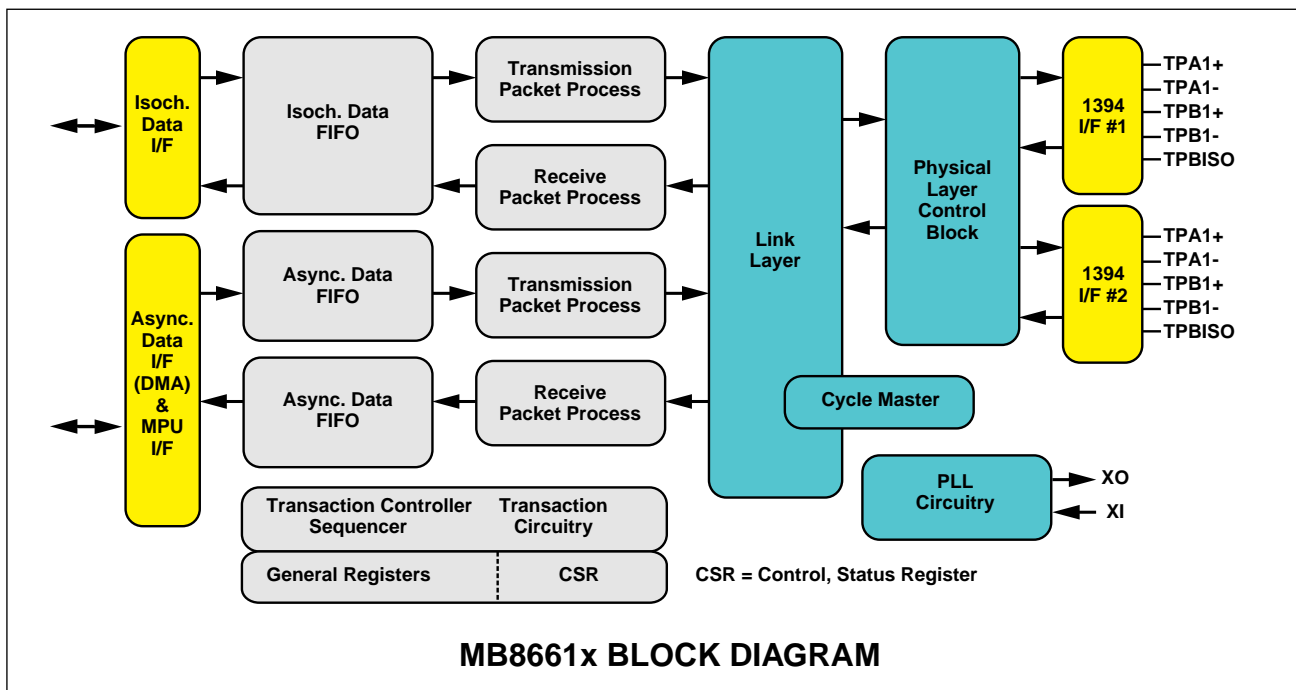 Isoch.
Data
I/F
Isoch. Data
FIFO
Transmission
Packet Process
Receive
Packet Process
Async.
Data
I/F
(DMA)
&
MPU
I/F
Async. Data
FIFO
Transmission
Packet Process
Async. Data
FIFO
Receive
Packet Process
Link
Layer
Physical
Layer
Control
Block
1394
I/F #1
TPA1+
TPA1-
TPB1+
TPB1-
TPBISO
1394
I/F #2
TPA1+
TPA1-
TPB1+
TPB1-
TPBISO
Cycle Master
PLL
Circuitry
XO
XI
Transaction Controller
Sequencer
Transaction
Circuitry
General Registers
CSR
CSR = Control, Status Register
MB8661x BLOCK DIAGRAM